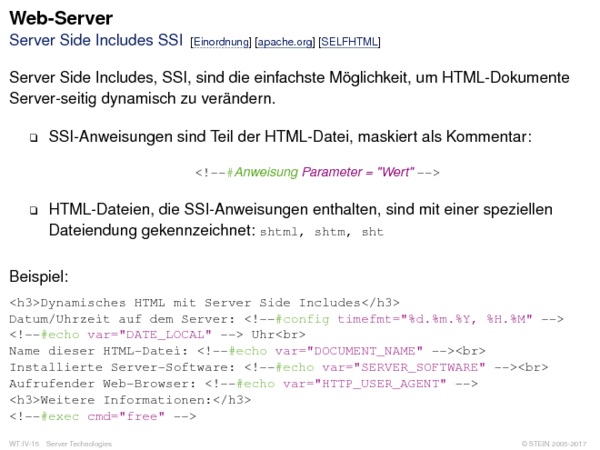 Web-Server
Server Side Includes SSI [Einordnung] [apache.org] [SELFHTML]
Server Side Includes, SSI, sind die einfachste Möglichkeit, um HTML-Dokumente
Server-seitig dynamisch zu verändern.
❑ SSI-Anweisungen sind Teil der HTML-Datei, maskiert als Kommentar:
<!--#Anweisung Parameter = "Wert" -->
❑ HTML-Dateien, die SSI-Anweisungen enthalten, sind mit einer speziellen
Dateiendung gekennzeichnet: shtml, shtm, sht
Beispiel:
<h3>Dynamisches HTML mit Server Side Includes</h3>
Datum/Uhrzeit auf dem Server: <!--#config timefmt="%d.%m.%Y, %H.%M" -->
<!--#echo var="DATE_LOCAL" --> Uhr<br>
Name dieser HTML-Datei: <!--#echo var="DOCUMENT_NAME" --><br>
Installierte Server-Software: <!--#echo var="SERVER_SOFTWARE" --><br>
Aufrufender Web-Browser: <!--#echo var="HTTP_USER_AGENT" -->
<h3>Weitere Informationen:</h3>
<!--#exec cmd="free" -->
WT:IV-15 Server Technologies © STEIN 2005-2017